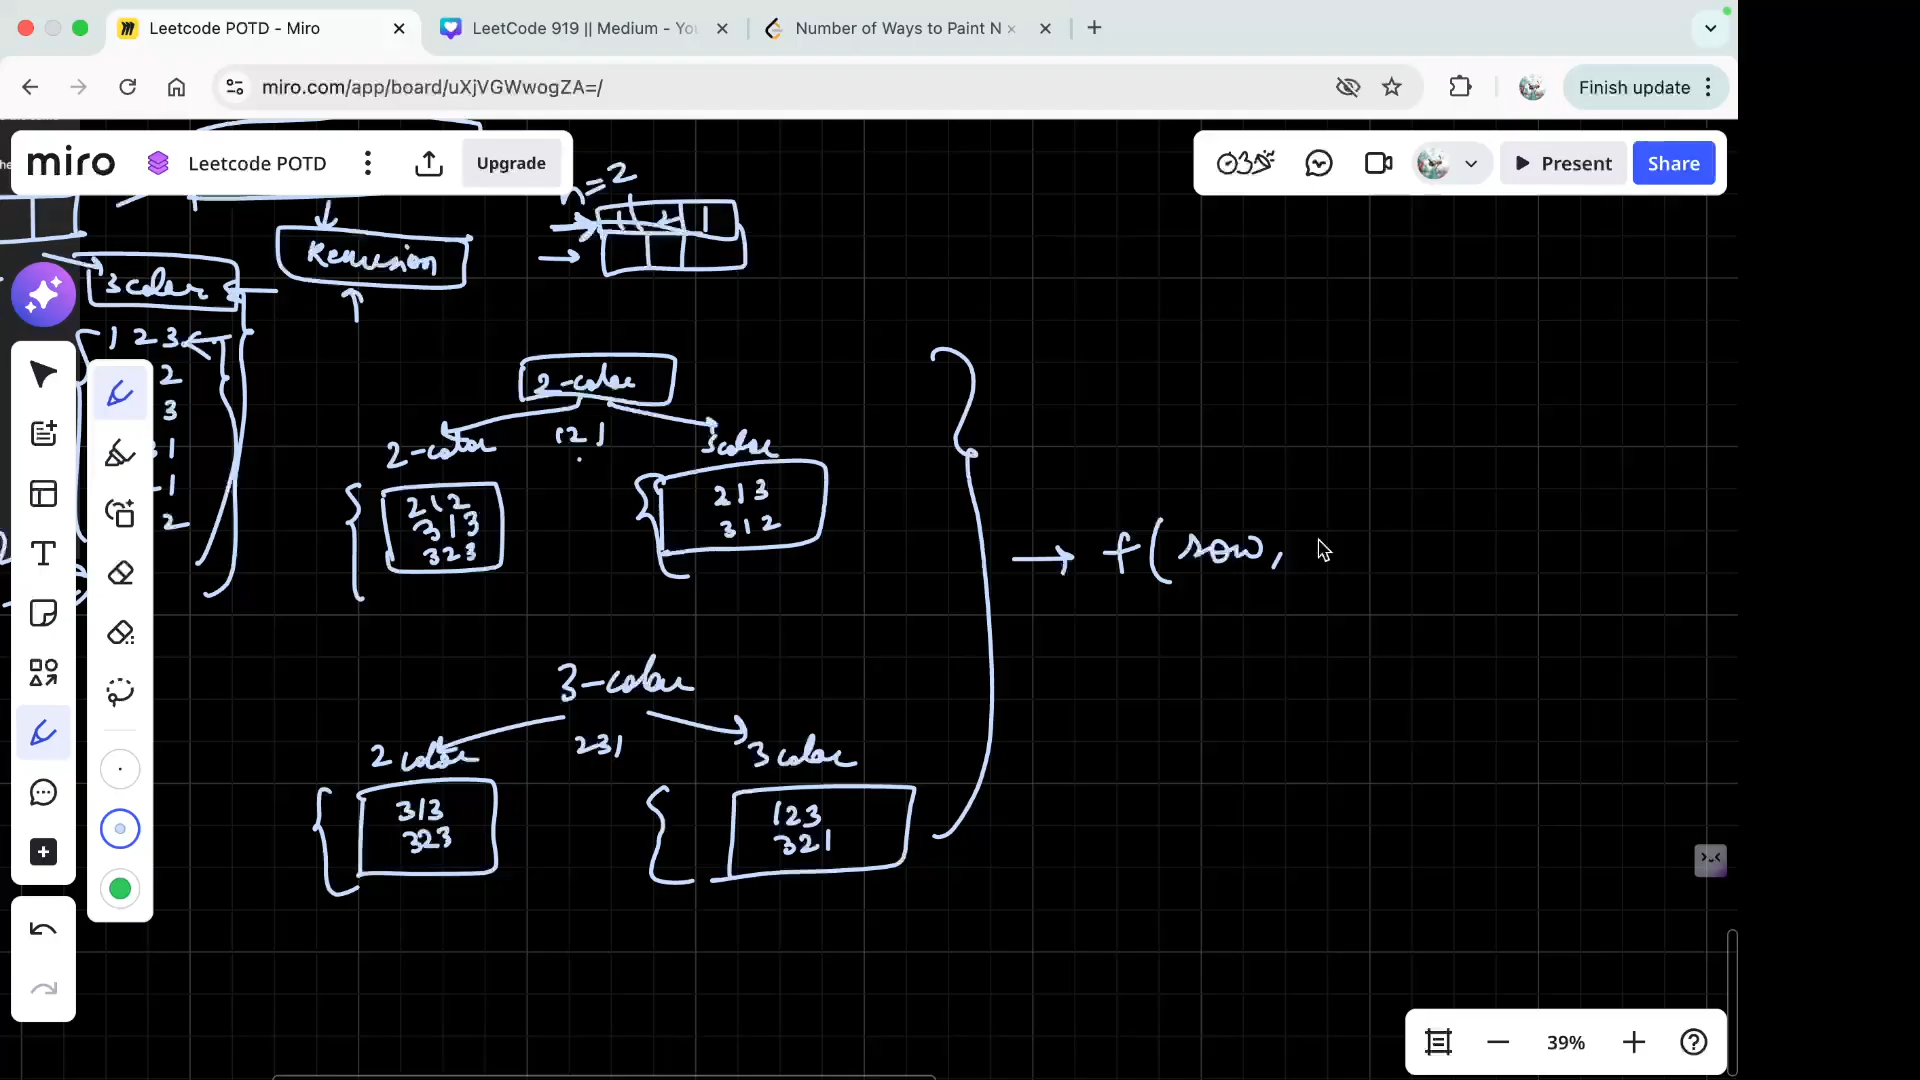 Leetcode POTD - Miro
LeetCode 919 || Medium - You
Number of Ways to Paint N ×
miro.com/app/board/uXjVGWwogZA=/
Finish update
miro
Leetcode POTD
Upgrade
Present
Share
n=2
Recursion
3color
1 2 3
2
3
1
1
2
2-color
121
2-color
3color
212
313
323
213
312
→ f(row,
3-color
231
2 color
3 color
313
323
123
321
39%